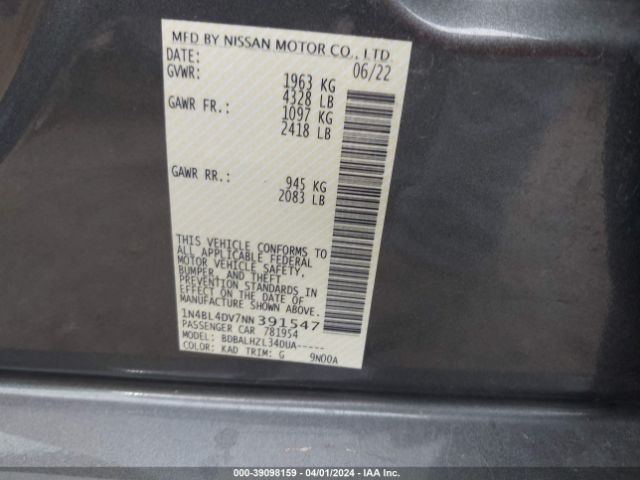 MFD BY NISSAN MOTOR CO., LTD.
DATE: 06/22
GVWR: 1963 KG
4328 LB
GAWR FR.: 1097 KG
2418 LB
GAWR RR.: 945 KG
2083 LB
THIS VEHICLE CONFORMS TO
ALL APPLICABLE FEDERAL
MOTOR VEHICLE SAFETY,
BUMPER, AND THEFT
PREVENTION STANDARDS IN
EFFECT ON THE DATE OF
MANUFACTURE SHOWN ABOVE.
1N4BL4DV7NN391547
PASSENGER CAR 781954
MODEL: BDBALHZL34DUA-----
COLOR: KAD TRIM: G 9N00A
000-39098159 - 04/01/2024 - IAA Inc.